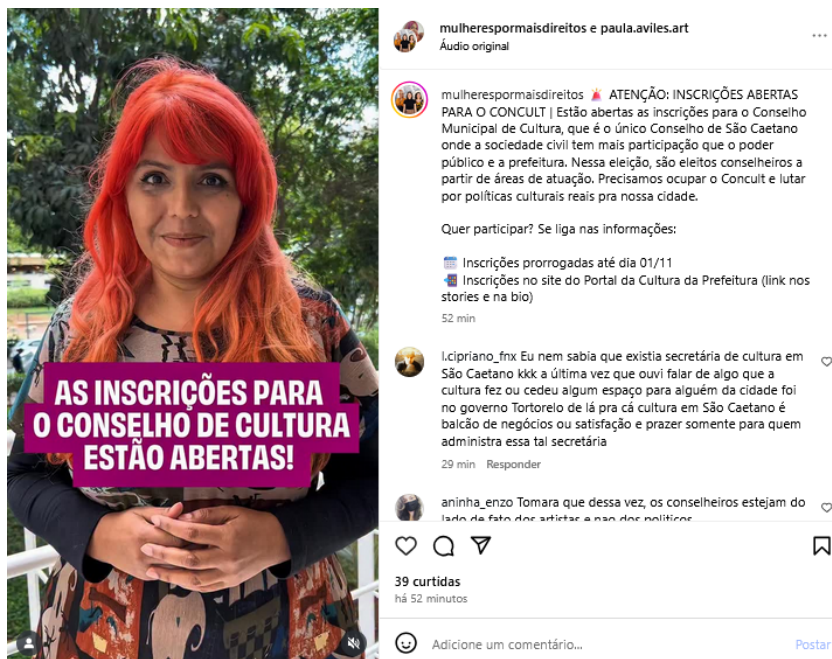 AS INSCRIÇÕES PARA
O CONSELHO DE CULTURA
ESTÃO ABERTAS!
mulherespormaisdireitos e paula.aviles.art
Áudio original
mulherespormaisdireitos 🚨 ATENÇÃO: INSCRIÇÕES ABERTAS
PARA O CONCULT | Estão abertas as inscrições para o Conselho
Municipal de Cultura, que é o único Conselho de São Caetano
onde a sociedade civil tem mais participação que o poder
público e a prefeitura. Nessa eleição, são eleitos conselheiros a
partir de áreas de atuação. Precisamos ocupar o Concult e lutar
por políticas culturais reais pra nossa cidade.
Quer participar? Se liga nas informações:
🗓️ Inscrições prorrogadas até dia 01/11
📲 Inscrições no site do Portal da Cultura da Prefeitura (link nos
stories e na bio)
52 min
l.cipriano_fnx Eu nem sabia que existia secretária de cultura em
São Caetano kkk a última vez que ouvi falar de algo que a
cultura fez ou cedeu algum espaço para alguém da cidade foi
no governo Tortorelo de lá pra cá cultura em São Caetano é
balcão de negócios ou satisfação e prazer somente para quem
administra essa tal secretária
29 min Responder
aninha_enzo Tomara que dessa vez, os conselheiros estejam do
lado de fato dos artistas e nao dos politicos
39 curtidas
há 52 minutos
Adicione um comentário...
Postar